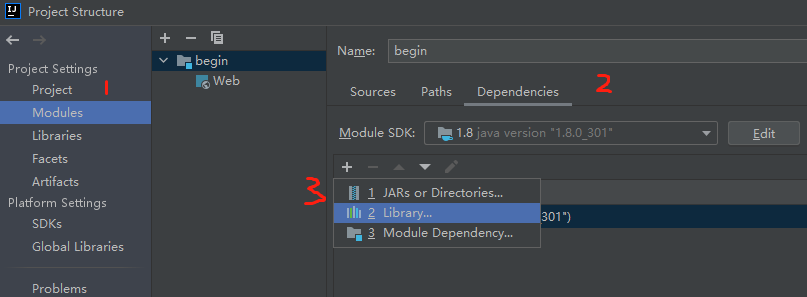 Project Structure
Project Settings
Project 1
Modules
Libraries
Facets
Artifacts
Platform Settings
SDKs
Global Libraries
Problems
begin
Web
Name: begin
Sources Paths Dependencies 2
Module SDK: 1.8 java version "1.8.0_301" Edit
3
1 JARs or Directories...
2 Library...
301")
3 Module Dependency...